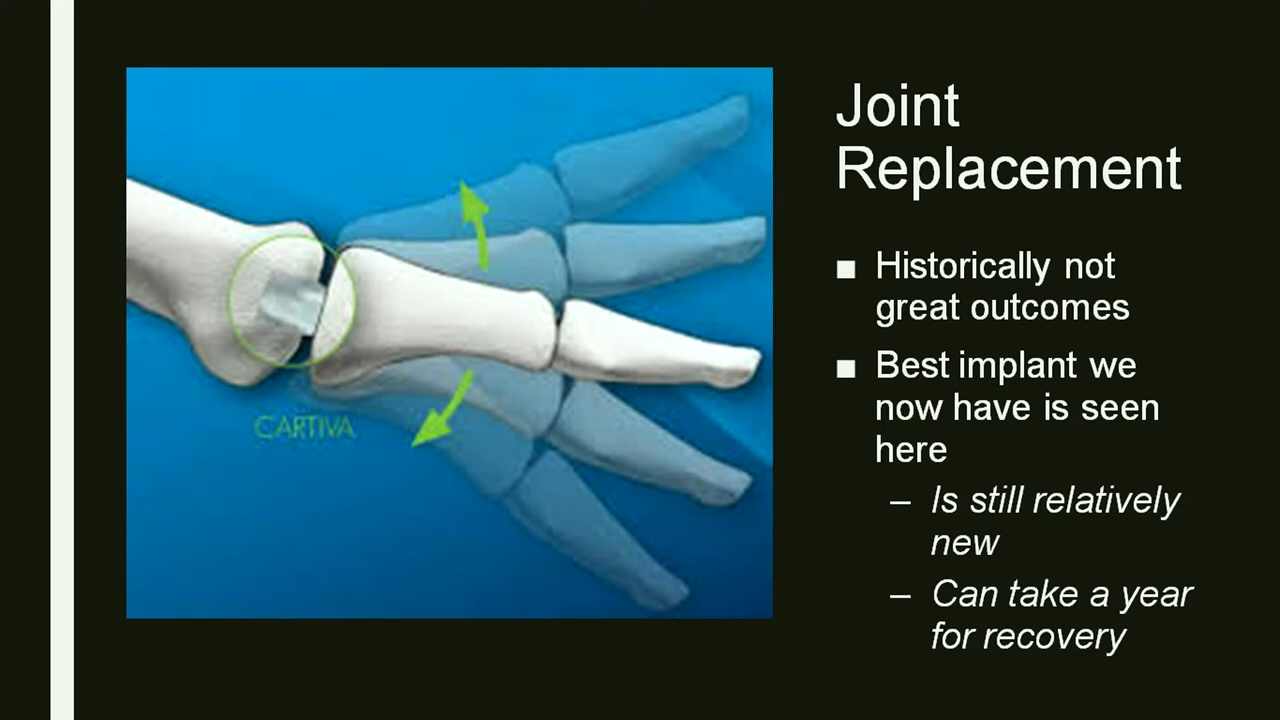 Joint
Replacement
■ Historically not
great outcomes
■ Best implant we
now have is seen
here
– Is still relatively
new
– Can take a year
for recovery
CARTIVA